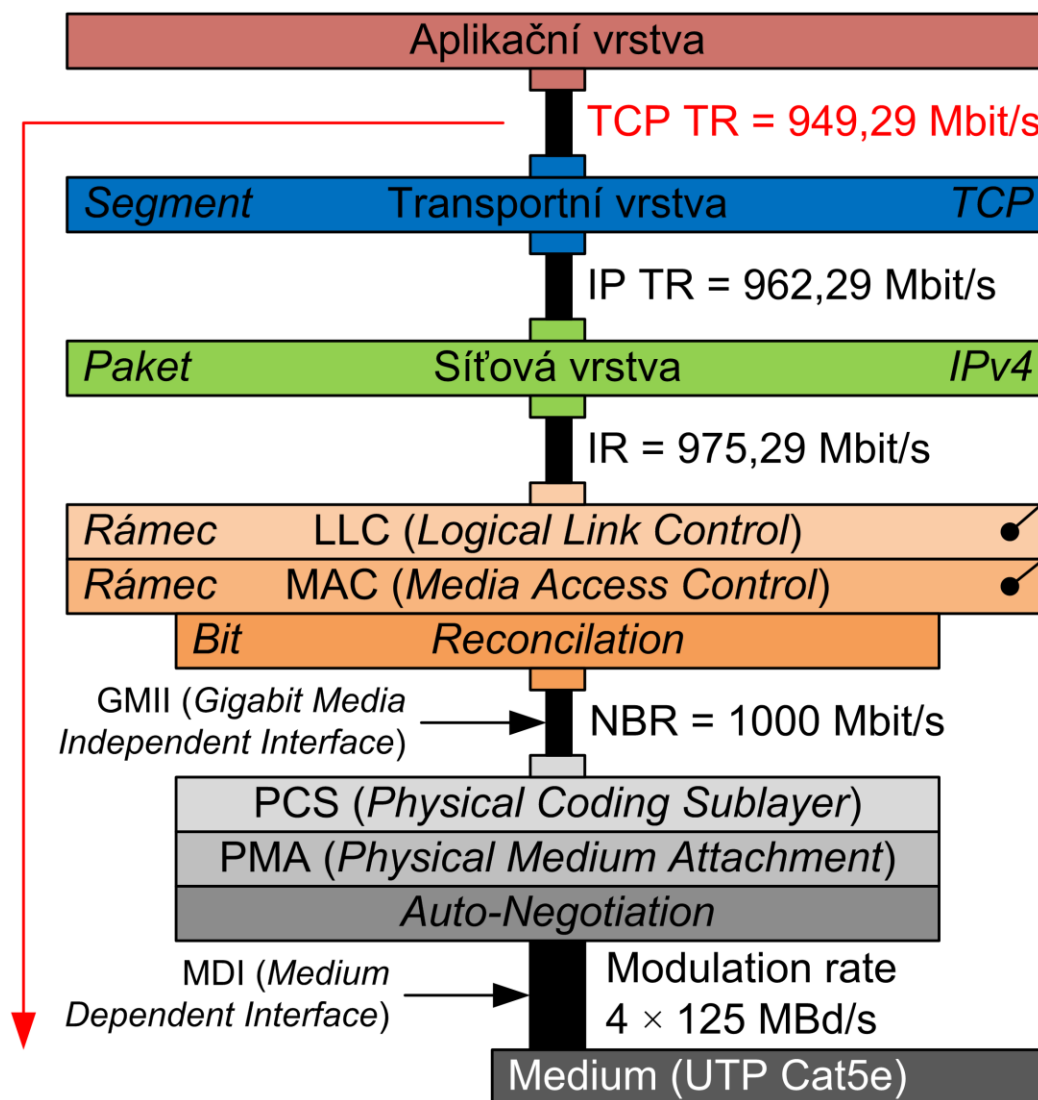 Aplikační vrstva
TCP TR = 949,29 Mbit/s
Segment Transportní vrstva TCP
IP TR = 962,29 Mbit/s
Paket Síťová vrstva IPv4
IR = 975,29 Mbit/s
Rámec LLC (Logical Link Control)
Rámec MAC (Media Access Control)
Bit Reconcilation
GMII (Gigabit Media
Independent Interface)
NBR = 1000 Mbit/s
PCS (Physical Coding Sublayer)
PMA (Physical Medium Attachment)
Auto-Negotiation
MDI (Medium
Dependent Interface)
Modulation rate
4 × 125 MBd/s
Medium (UTP Cat5e)